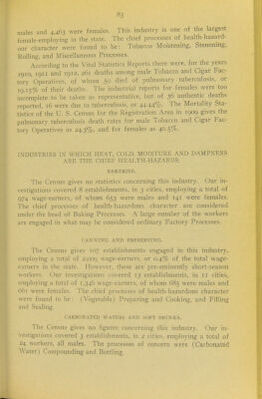 83
males and 4,463 were females. This industry is one of the largest
female-employing in the state. The chief processes of health-hazard-
ous character were found to be: Tobacco Moistening, Stemming,
Rolling, and Miscellaneous Processes.
According to the Vital Statistics Reports there were, for the years
1910, 1911 and 1912, 261 deaths among male Tobacco and Cigar Fac-
tory Operatives, of whom 50 died of pulmonary tuberculosis, or
19.15% of their deaths. The industrial reports for females were too
incomplete to be taken as representative, but of 36 authentic deaths
reported, 16 were due to tuberculosis, or 44.44%. The Mortality Sta-
tistics of the U. S. Census for the Registration Area in 1909 gives the
pulmonary tuberculosis death rates for male Tobacco and Cigar Fac-
tory Operatives as 24.3%, and for females as 40.5%.
INDUSTRIES IN WHICH HEAT, COLD, MOISTURE AND DAMPNESS
ARE THE CHIEF HEALTH-HAZARDS.
BAKERIES.
The Census gives no statistics concerning this industry. Our in-
vestigations covered 8 establishments, in 3 cities, employing a total of
974 wage-earners, of whom 653 were males and 141 were females.
The chief processes of health-hazardous character are considered
under the head of Baking Processes. A large number of the workers
are engaged in what may be considered ordinary Factory Processes.
CANNING AND PRESERVING.
The Census gives 107 establishments engaged in this industry,
employing a total of 2,019 wage-earners, or 0.4% of the total wage-
earners in the state. However, these are pre-eminently short-season
workers. Our investigations covered 15 establishments, in 12 cities,
employing a total of 1,346 wage-earners, of whom 685 were males and
661 were females. The chief processes of health-hazardous character
were found to be: (Vegetable) Preparing and Cooking, and Filling
and Sealing.
CARBONATED WATERS AND SOFT DRINKS.
The Census gives no figures concerning this industry. Our in-
vestigations covered 3 establishments, in 2 cities, employing a total of
24 workers, all males. The processes of concern were (Carbonated
Water) Compounding and Bottling.